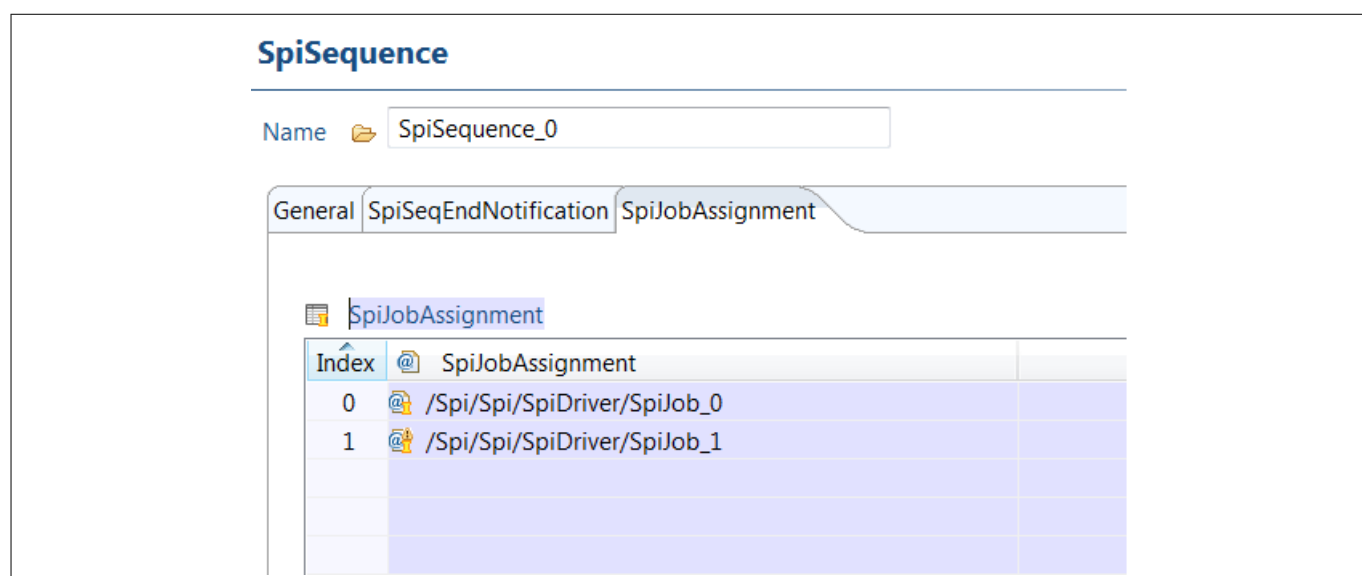 SpiSequence
Name SpiSequence_0
General SpiSeqEndNotification SpiJobAssignment
SpiJobAssignment
Index SpiJobAssignment
0 /Spi/Spi/SpiDriver/SpiJob_0
1 /Spi/Spi/SpiDriver/SpiJob_1